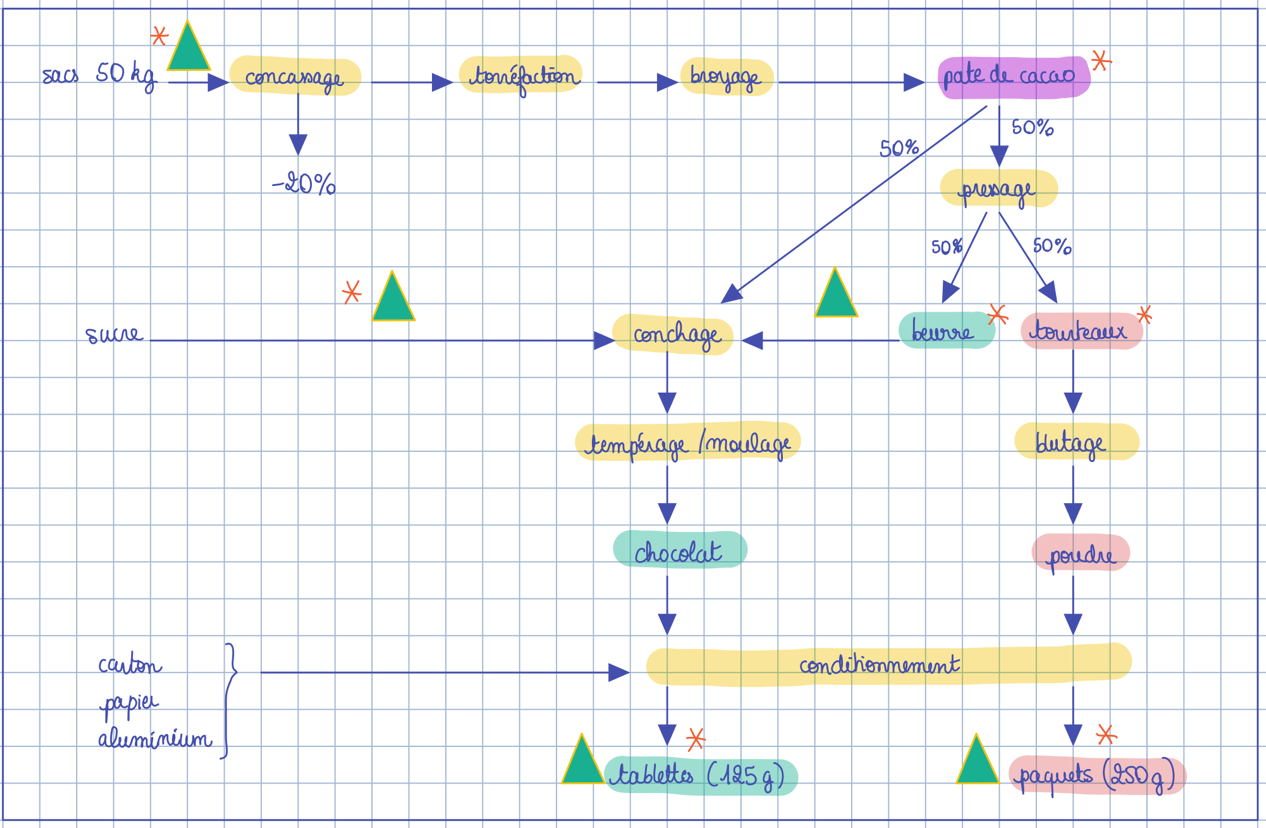 sacs 50 kg
concassage
torréfaction
broyage
pate de cacao
-20%
50%
50%
pressage
50%
50%
sucre
conchage
beurre
tourteaux
tempérage / moulage
blutage
chocolat
poudre
carton
papier
aluminium
conditionnement
tablettes (125 g)
paquets (250 g)